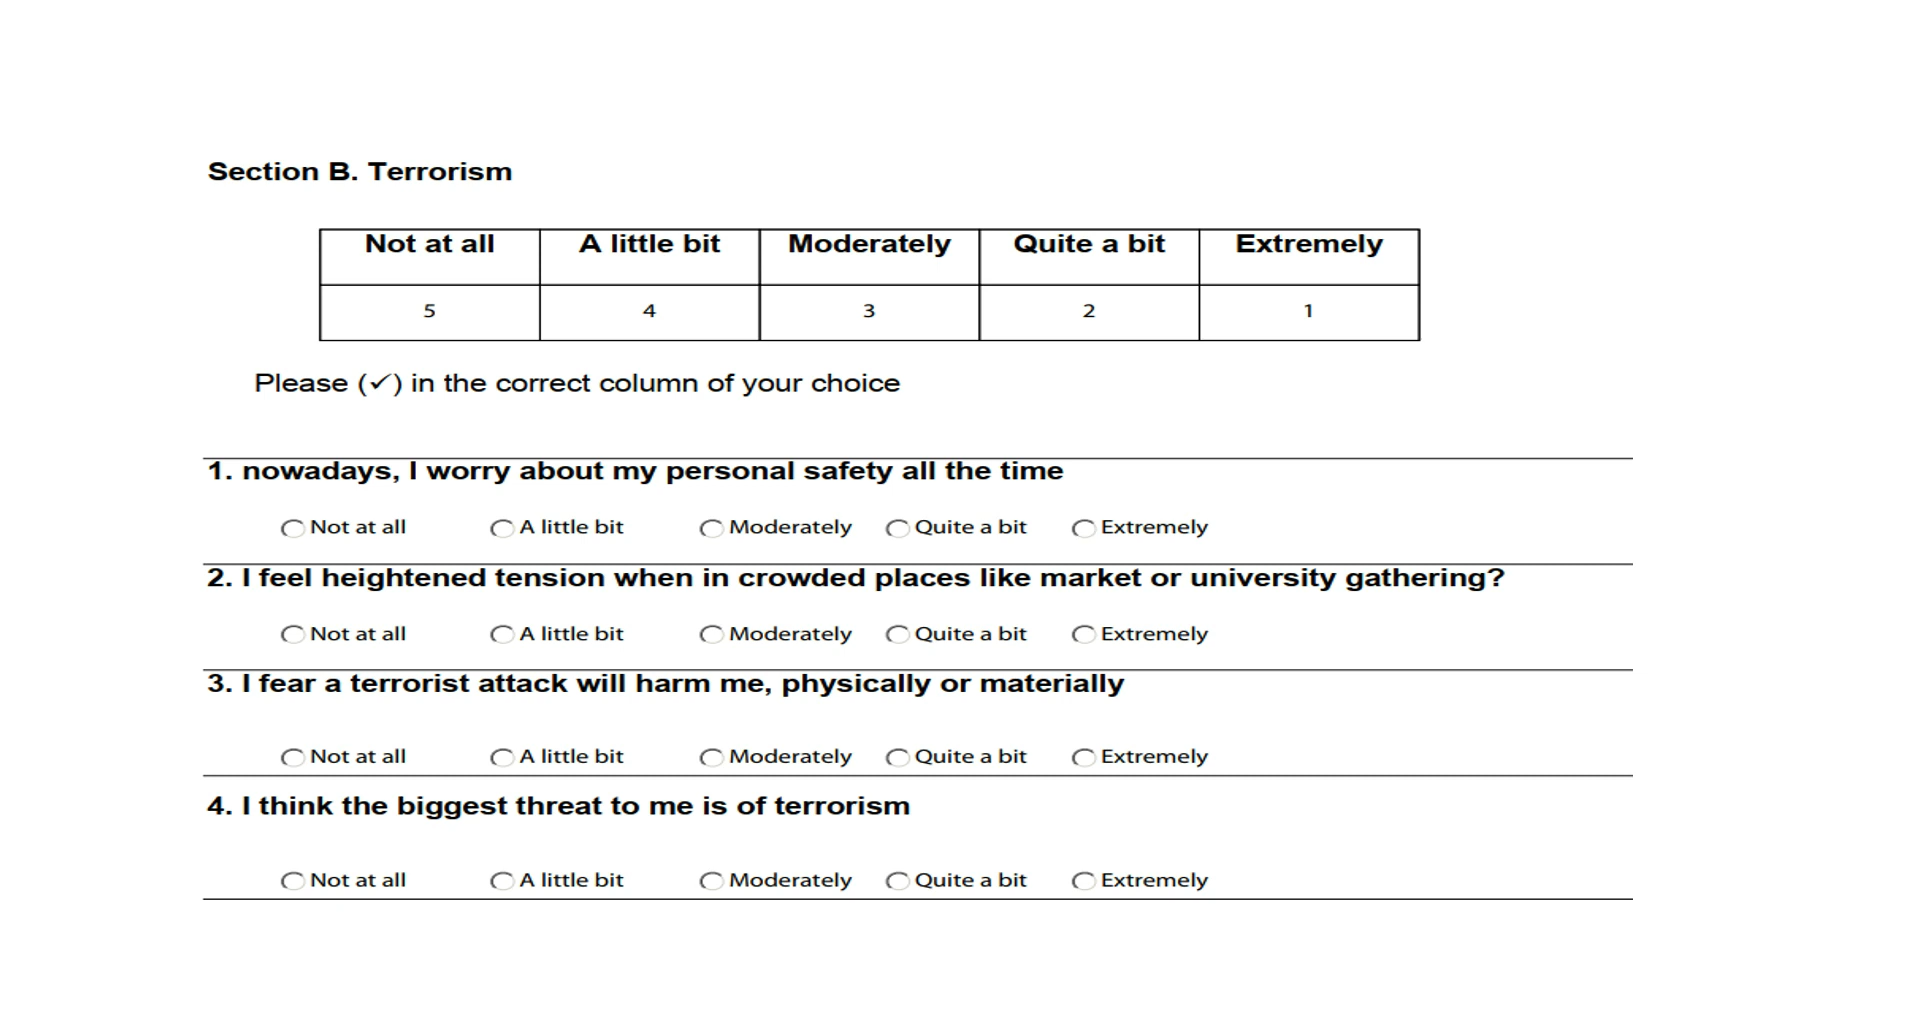 Section B. Terrorism
Not at all A little bit Moderately Quite a bit Extremely
5 4 3 2 1
Please (✓) in the correct column of your choice
1. nowadays, I worry about my personal safety all the time
Not at all A little bit Moderately Quite a bit Extremely
2. I feel heightened tension when in crowded places like market or university gathering?
Not at all A little bit Moderately Quite a bit Extremely
3. I fear a terrorist attack will harm me, physically or materially
Not at all A little bit Moderately Quite a bit Extremely
4. I think the biggest threat to me is of terrorism
Not at all A little bit Moderately Quite a bit Extremely